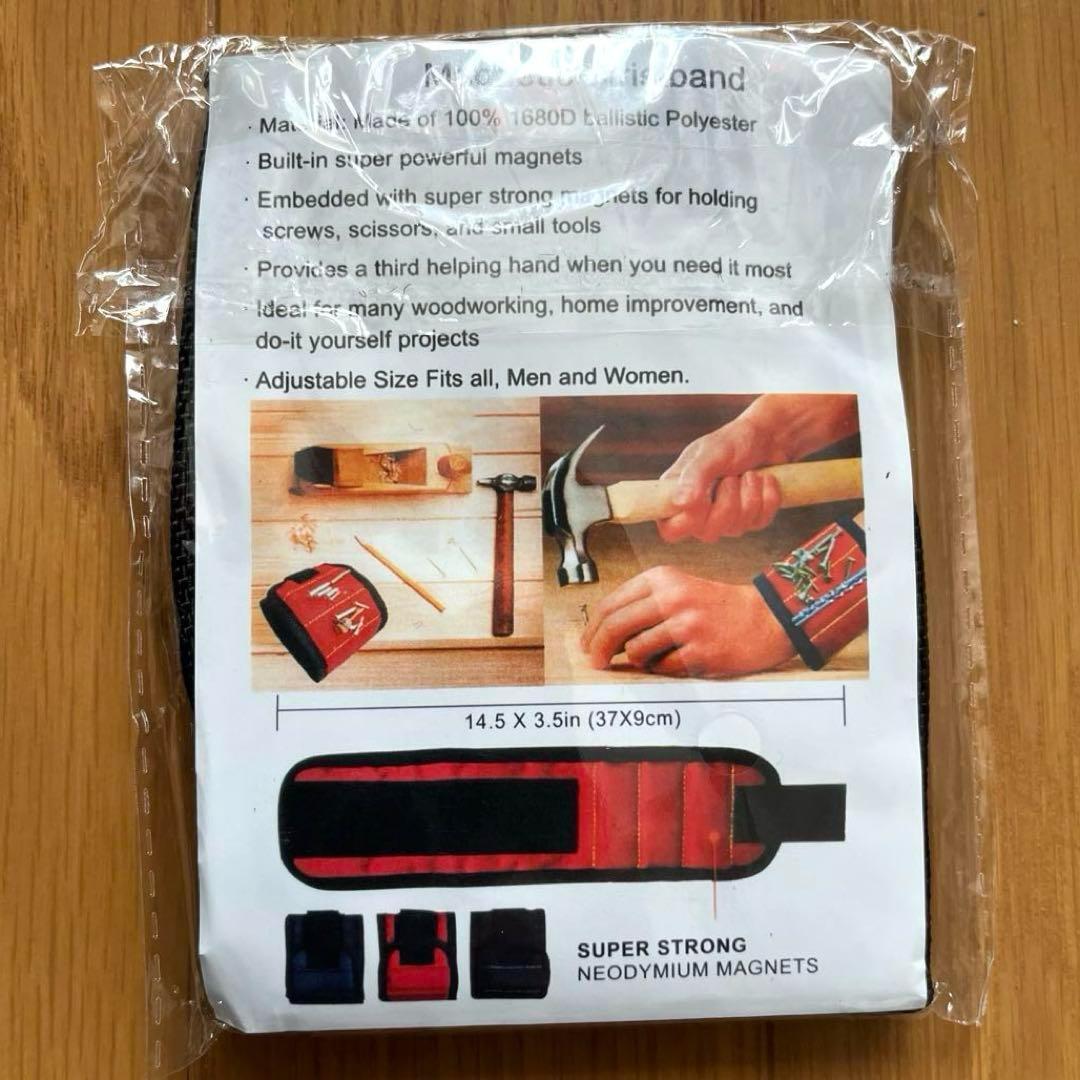 · Material: Made of 100% 1680D ballistic Polyester
· Built-in super powerful magnets
· Embedded with super strong magnets for holding
screws, scissors, and small tools
· Provides a third helping hand when you need it most
· Ideal for many woodworking, home improvement, and
do-it yourself projects
· Adjustable Size Fits all, Men and Women.
14.5 X 3.5in (37X9cm)
SUPER STRONG
NEODYMIUM MAGNETS